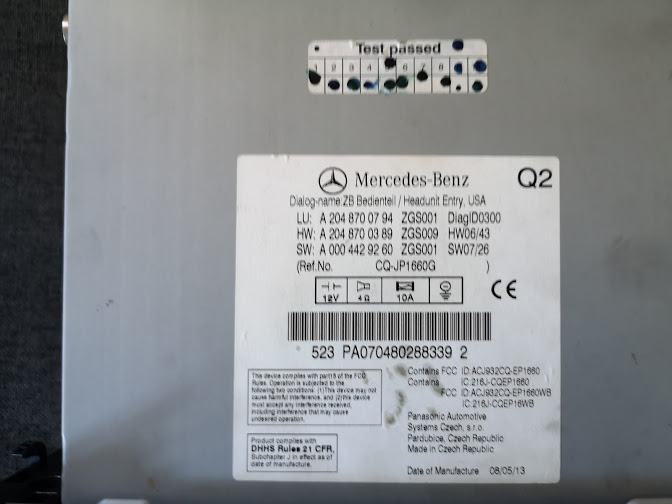 Test passed
1 2 3 4 5 6 7 8
Mercedes-Benz Q2
Dialog-name:ZB Bedienteil / Headunit Entry, USA
LU: A 204 870 07 94 ZGS001 DiagID0300
HW: A 204 870 03 89 ZGS009 HW06/43
SW: A 000 442 92 60 ZGS001 SW07/26
(Ref.No. CQ-JP1660G )
12V 4Ω 10A
CE
523 PA070480288339 2
The device complies with part15 of the FCC
Rules. Operation is subjected to the
following two conditions: (1)This device may not
cause harmful interference, and (2)this device
must accept any interference received,
including interference that may cause
undesired operation.
Product complies with
DHHS Rules 21 CFR,
Subchapter J in effect as of
date of manufacture.
Contains FCC ID:ACJ932CQ-EP1660
Contains IC:216J-CQEP1660
FCC ID:ACJ932CQ-EP1660WB
IC:216J-CQEP16WB
Panasonic Automotive
Systems Czech, s.r.o.
Pardubice, Czech Republic
Made in Czech Republic
Date of Manufacture 08/05/13